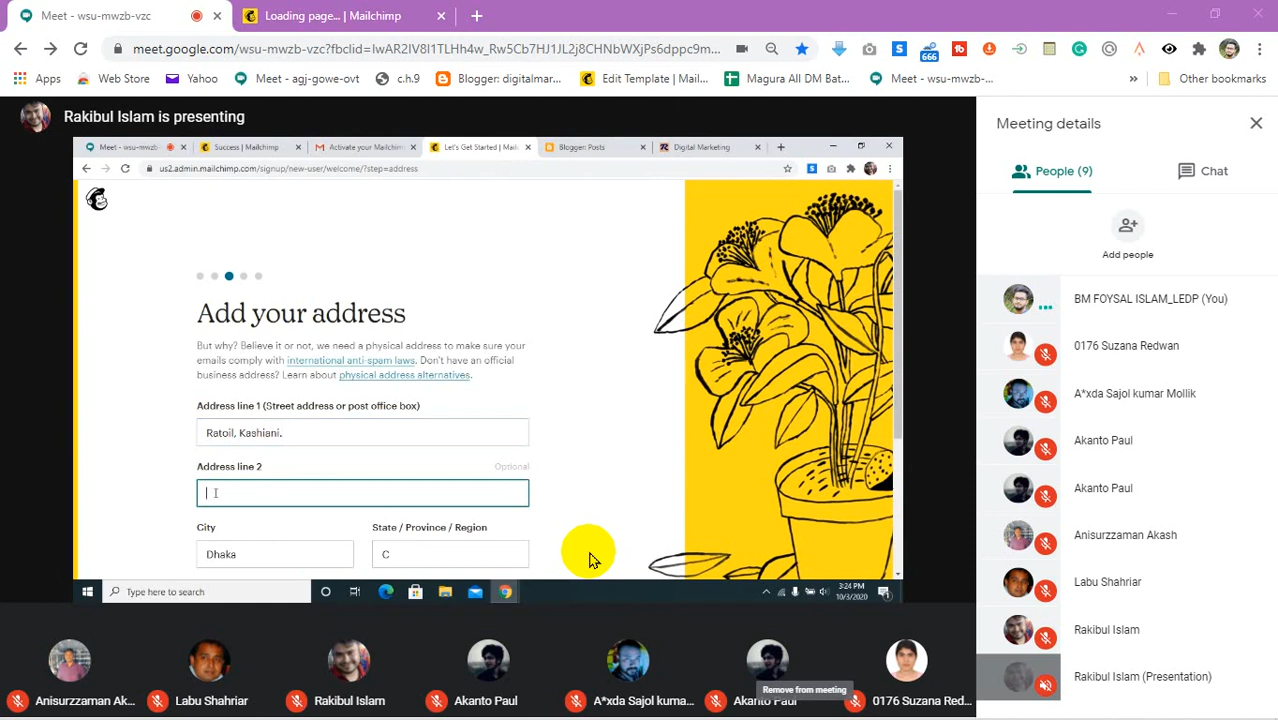 Meet - wsu-mwzb-vzc
Loading page... | Mailchimp
meet.google.com/wsu-mwzb-vzc?fbclid=IwAR2IV8I1TLHh4w_Rw5Cb7HJ1JL2j8CHNbWXjPs6dppc9m...
666
Apps
Web Store
Yahoo
Meet - agj-gowe-ovt
c.h.9
Blogger: digitalmar...
Edit Template | Mail...
Magura All DM Bat...
Meet - wsu-mwzb-...
Other bookmarks
Rakibul Islam is presenting
Meet - wsu-mwzb-
Success | Mailchimp
Activate your Mailchim
Let's Get Started | Mail
Blogger: Posts
Digital Marketing
us2.admin.mailchimp.com/signup/new-user/welcome/?step=address
Add your address
But why? Believe it or not, we need a physical address to make sure your
emails comply with international anti-spam laws. Don't have an official
business address? Learn about physical address alternatives.
Address line 1 (Street address or post office box)
Ratoil, Kashiani.
Address line 2
Optional
City
State / Province / Region
Dhaka
C
Type here to search
3:24 PM
10/3/2020
Meeting details
People (9)
Chat
Add people
BM FOYSAL ISLAM_LEDP (You)
0176 Suzana Redwan
A*xda Sajol kumar Mollik
Akanto Paul
Akanto Paul
Anisurzzaman Akash
Labu Shahriar
Rakibul Islam
Rakibul Islam (Presentation)
Remove from meeting
Anisurzzaman Ak...
Labu Shahriar
Rakibul Islam
Akanto Paul
A*xda Sajol kuma...
Akanto Paul
0176 Suzana Red...